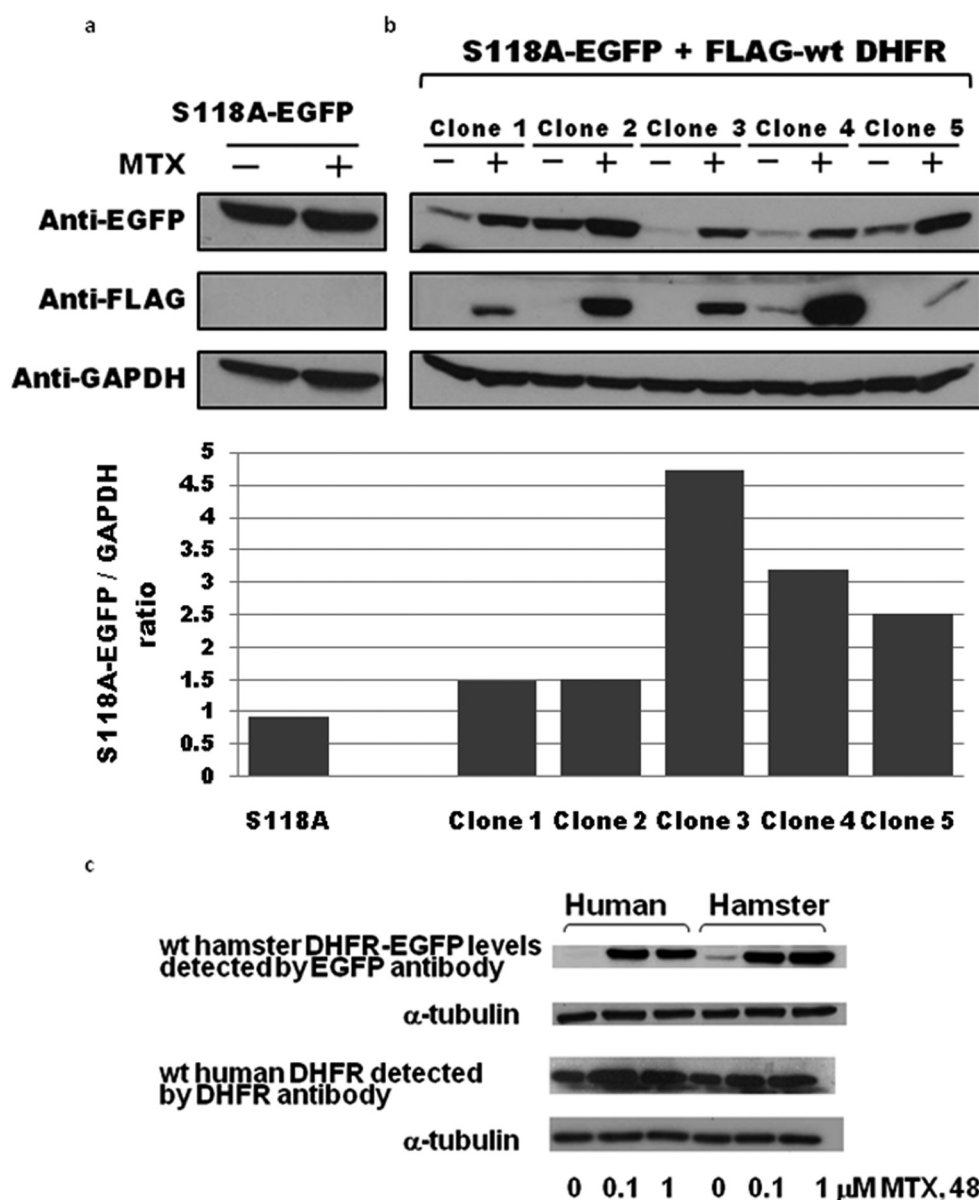 a
b
S118A-EGFP + FLAG-wt DHFR
S118A-EGFP
Clone 1 Clone 2 Clone 3 Clone 4 Clone 5
MTX − + − + − + − + − + − +
Anti-EGFP
Anti-FLAG
Anti-GAPDH
S118A-EGFP / GAPDH
ratio
5
4.5
4
3.5
3
2.5
2
1.5
1
0.5
0
S118A Clone 1 Clone 2 Clone 3 Clone 4 Clone 5
c
Human Hamster
wt hamster DHFR-EGFP levels
detected by EGFP antibody
α-tubulin
wt human DHFR detected
by DHFR antibody
α-tubulin
0 0.1 1 0 0.1 1 μM MTX, 48